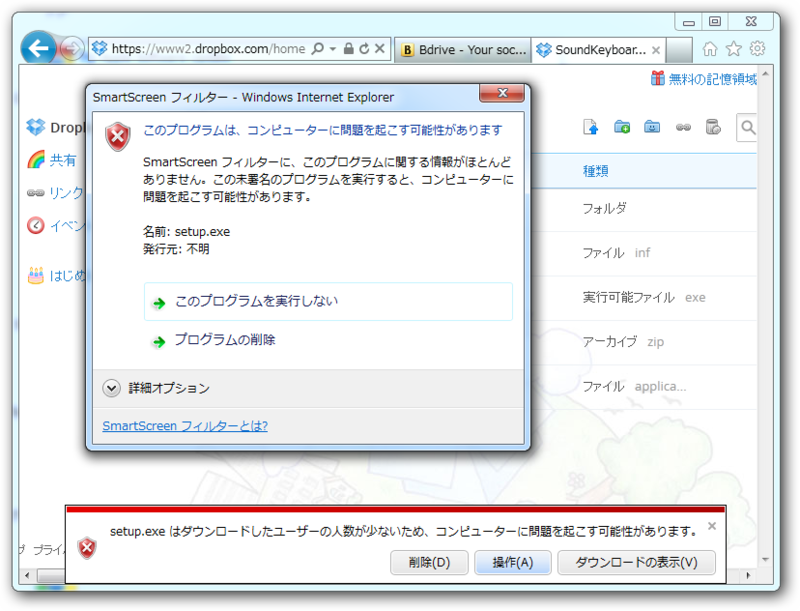 https://www2.dropbox.com/home
Bdrive - Your soc...
SoundKeyboar...
無料の記憶領域
SmartScreen フィルター - Windows Internet Explorer
このプログラムは、コンピューターに問題を起こす可能性があります
SmartScreen フィルターに、このプログラムに関する情報がほとんど
ありません。この未署名のプログラムを実行すると、コンピューターに
問題を起こす可能性があります。
名前: setup.exe
発行元: 不明
このプログラムを実行しない
プログラムの削除
詳細オプション
SmartScreen フィルターとは?
共有
リンク
イベン
はじめ
種類
フォルダ
ファイル inf
実行可能ファイル exe
アーカイブ zip
ファイル applica...
setup.exe はダウンロードしたユーザーの人数が少ないため、コンピューターに問題を起こす可能性があります。
削除(D)
操作(A)
ダウンロードの表示(V)